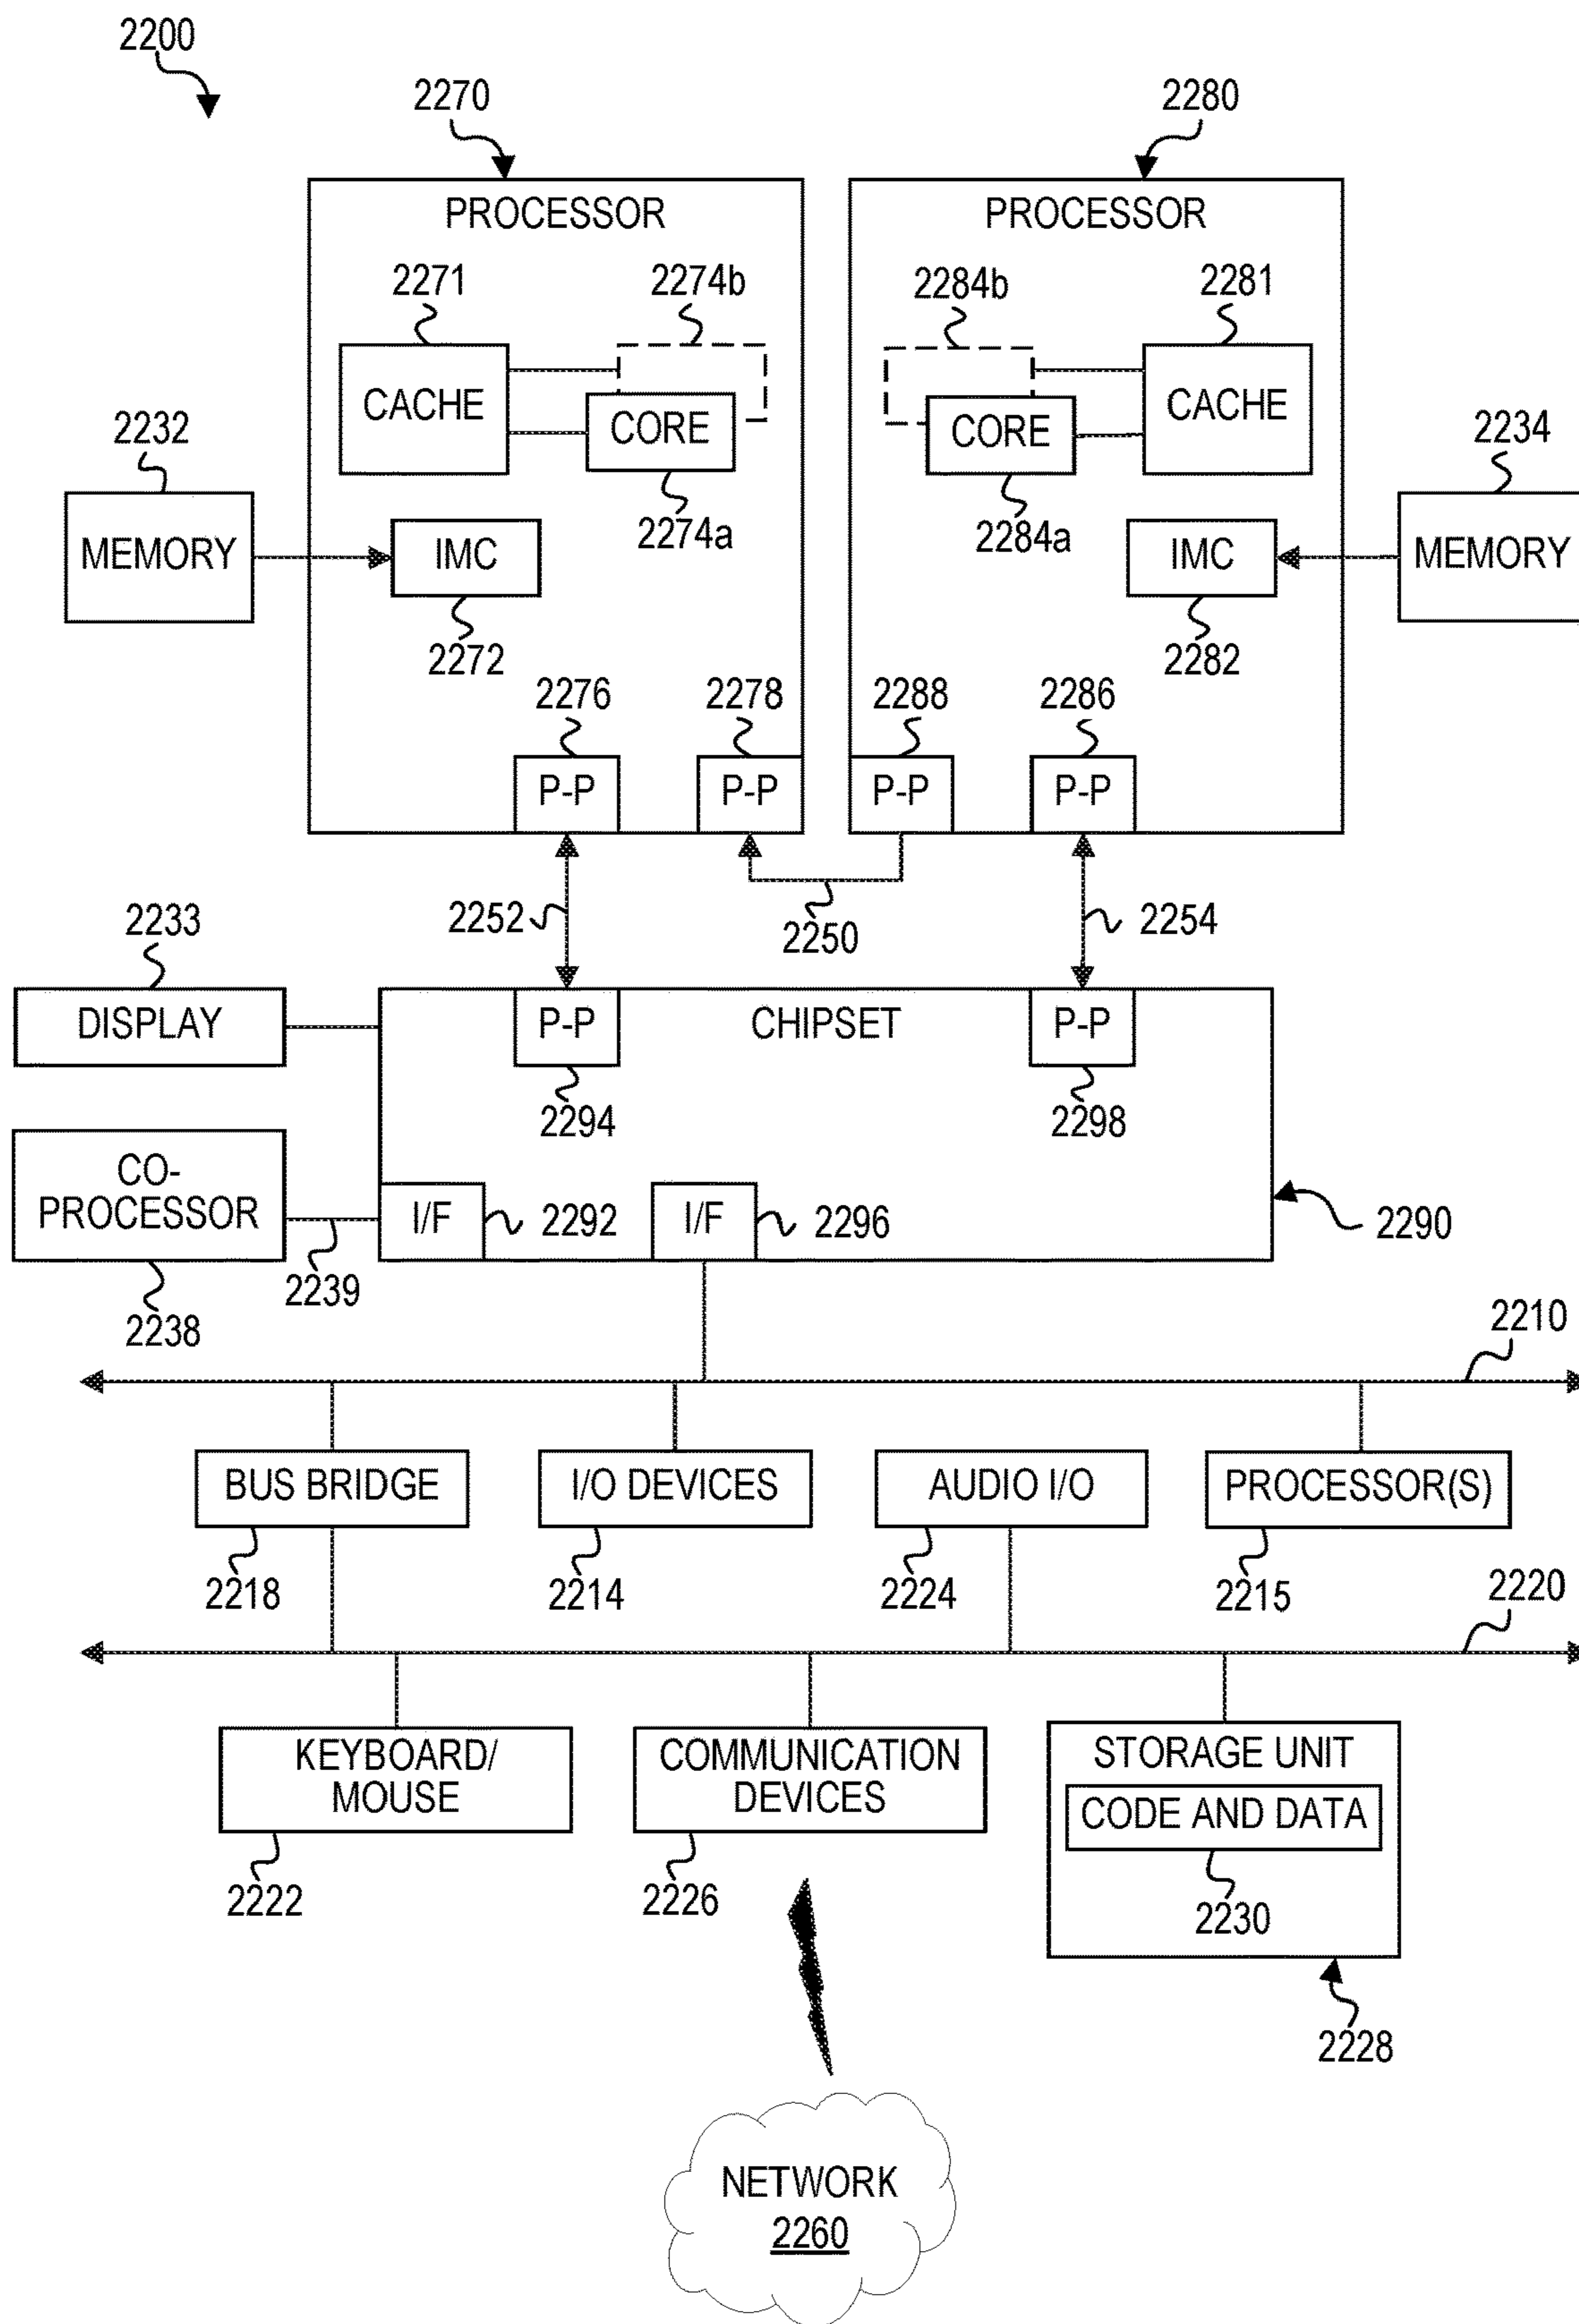 2200
2270
2280
PROCESSOR
PROCESSOR
2271
2274b
2284b
2281
CACHE
CORE
CORE
CACHE
2232
2234
2274a
2284a
MEMORY
IMC
IMC
MEMORY
2272
2282
2276
2278
2288
2286
P-P
P-P
P-P
P-P
2252
2250
2254
2233
DISPLAY
P-P
CHIPSET
P-P
2294
2298
CO-
PROCESSOR
I/F
2292
I/F
2296
2290
2239
2238
2210
BUS BRIDGE
I/O DEVICES
AUDIO I/O
PROCESSOR(S)
2218
2214
2224
2215
2220
KEYBOARD/
MOUSE
COMMUNICATION
DEVICES
STORAGE UNIT
CODE AND DATA
2222
2226
2230
2228
NETWORK
2260